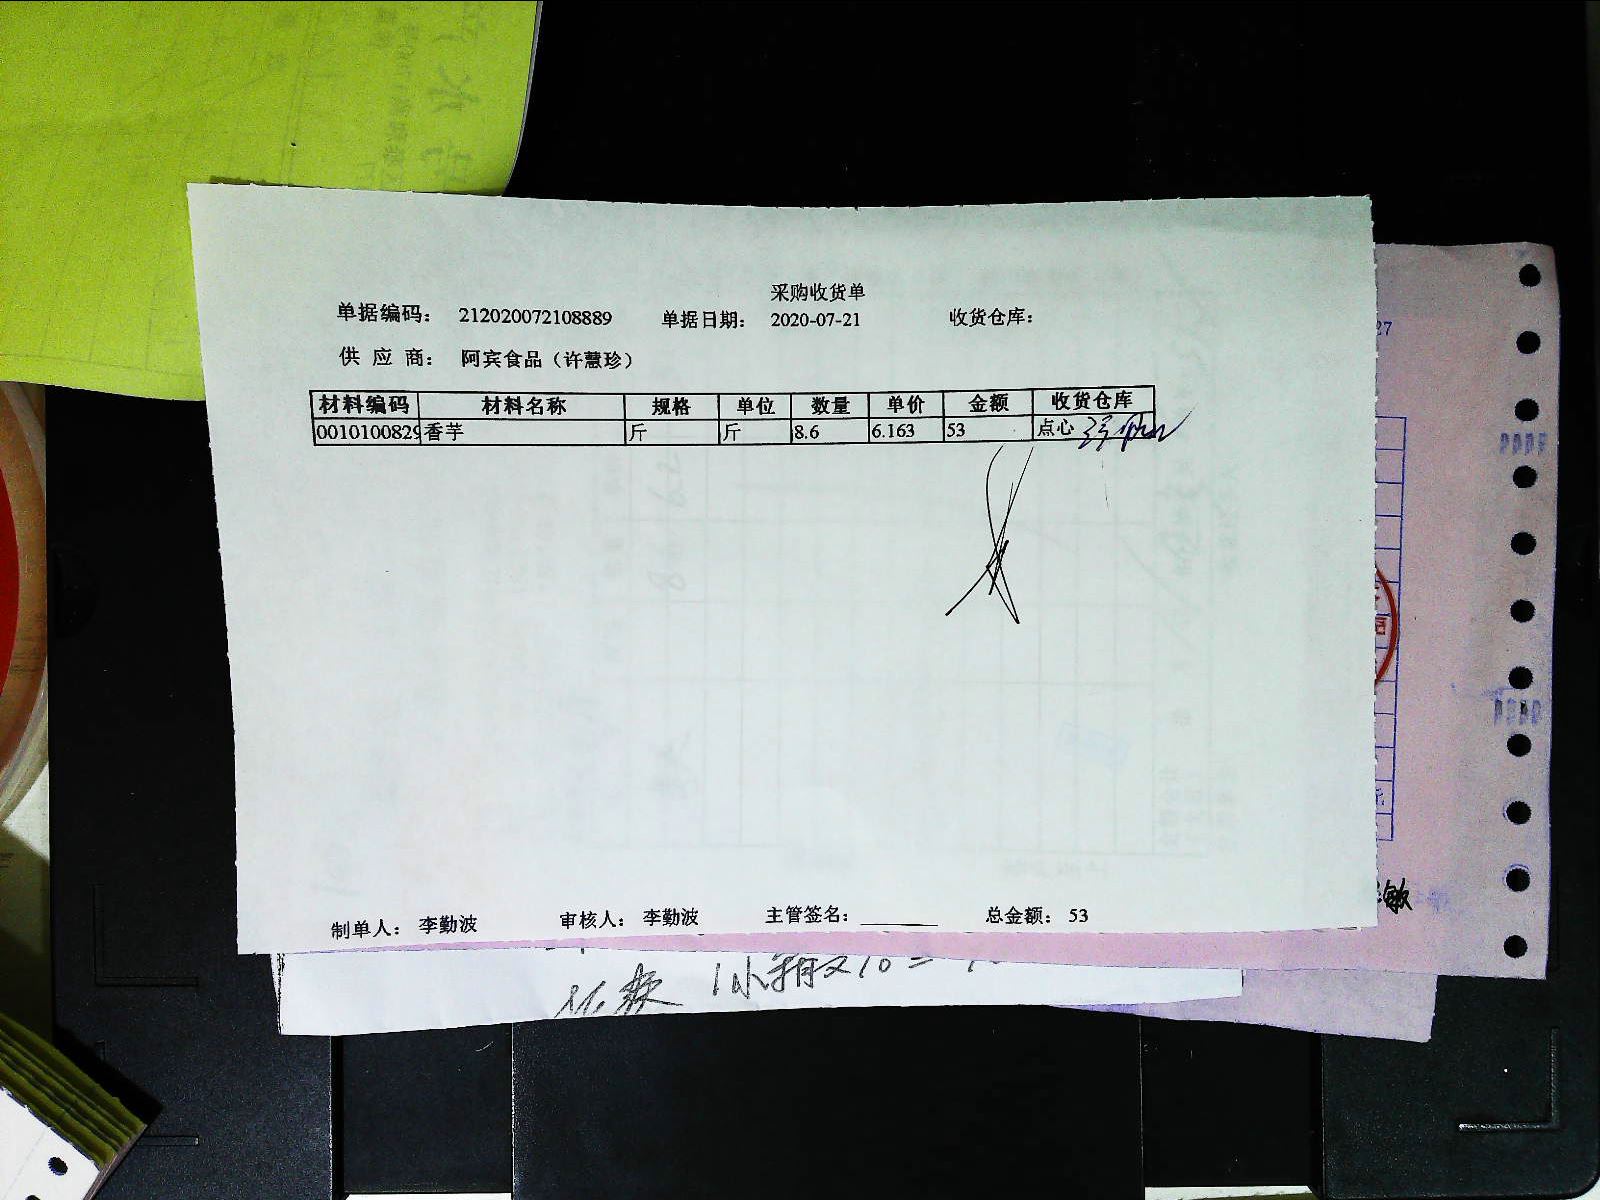 采购收货单
单据编码： 212020072108889 单据日期： 2020-07-21 收货仓库：
供 应 商： 阿宾食品（许慧珍）
材料编码 材料名称 规格 单位 数量 单价 金额 收货仓库
0010100829 香芋 斤 斤 8.6 6.163 53 点心
制单人： 李勤波 审核人： 李勤波 主管签名： 总金额： 53